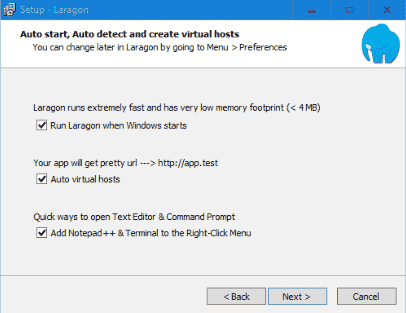 Setup - Laragon
Auto start, Auto detect and create virtual hosts
You can change later in Laragon by going to Menu > Preferences
Laragon runs extremely fast and has very low memory footprint (< 4 MB)
Run Laragon when Windows starts
Your app will get pretty url ---> http://app.test
Auto virtual hosts
Quick ways to open Text Editor & Command Prompt
Add Notepad++ & Terminal to the Right-Click Menu
< Back
Next >
Cancel